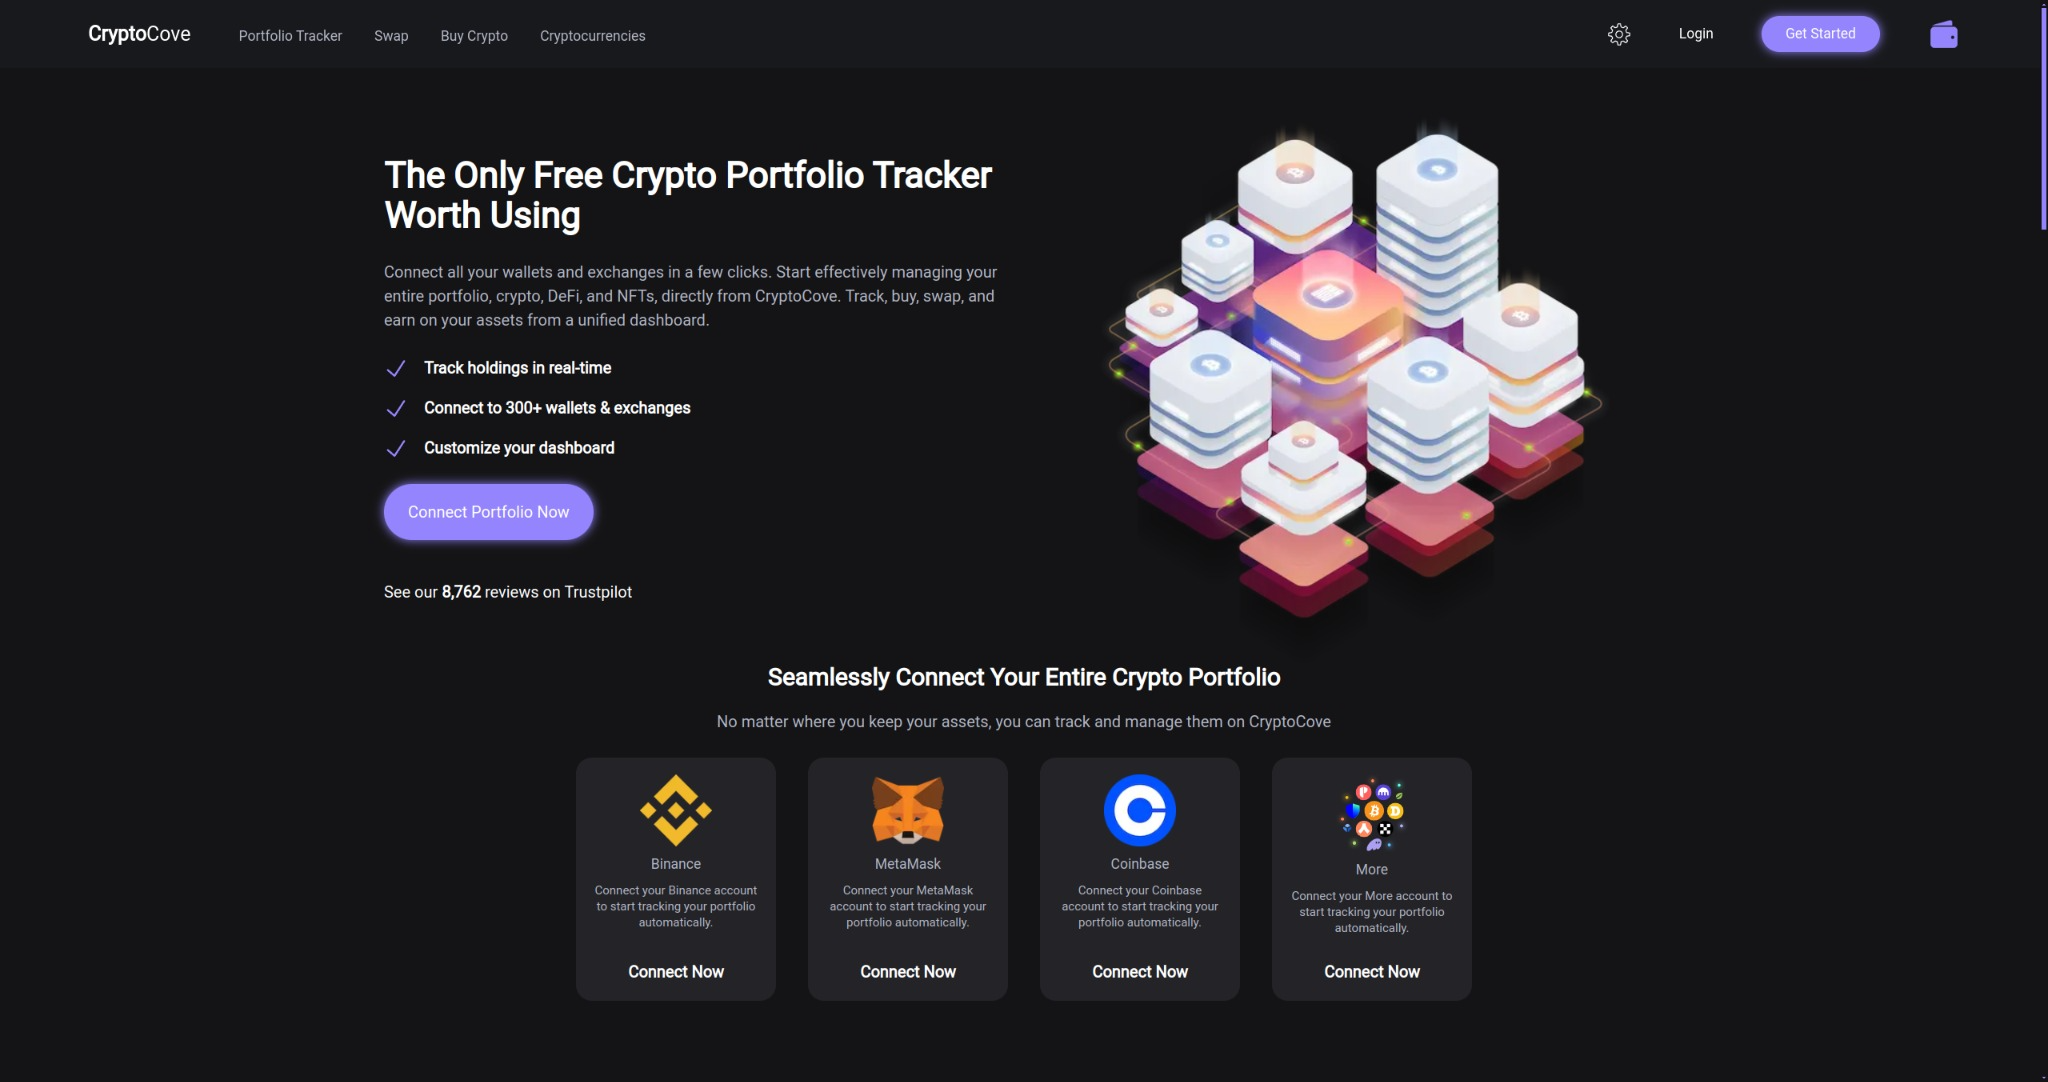 CryptoCove
Portfolio Tracker
Swap
Buy Crypto
Cryptocurrencies
Login
Get Started
The Only Free Crypto Portfolio Tracker
Worth Using
Connect all your wallets and exchanges in a few clicks. Start effectively managing your
entire portfolio, crypto, DeFi, and NFTs, directly from CryptoCove. Track, buy, swap, and
earn on your assets from a unified dashboard.
Track holdings in real-time
Connect to 300+ wallets & exchanges
Customize your dashboard
Connect Portfolio Now
See our 8,762 reviews on Trustpilot
Seamlessly Connect Your Entire Crypto Portfolio
No matter where you keep your assets, you can track and manage them on CryptoCove
Binance
Connect your Binance account
to start tracking your portfolio
automatically.
Connect Now
MetaMask
Connect your MetaMask
account to start tracking your
portfolio automatically.
Connect Now
Coinbase
Connect your Coinbase
account to start tracking your
portfolio automatically.
Connect Now
More
Connect your More account to
start tracking your portfolio
automatically.
Connect Now